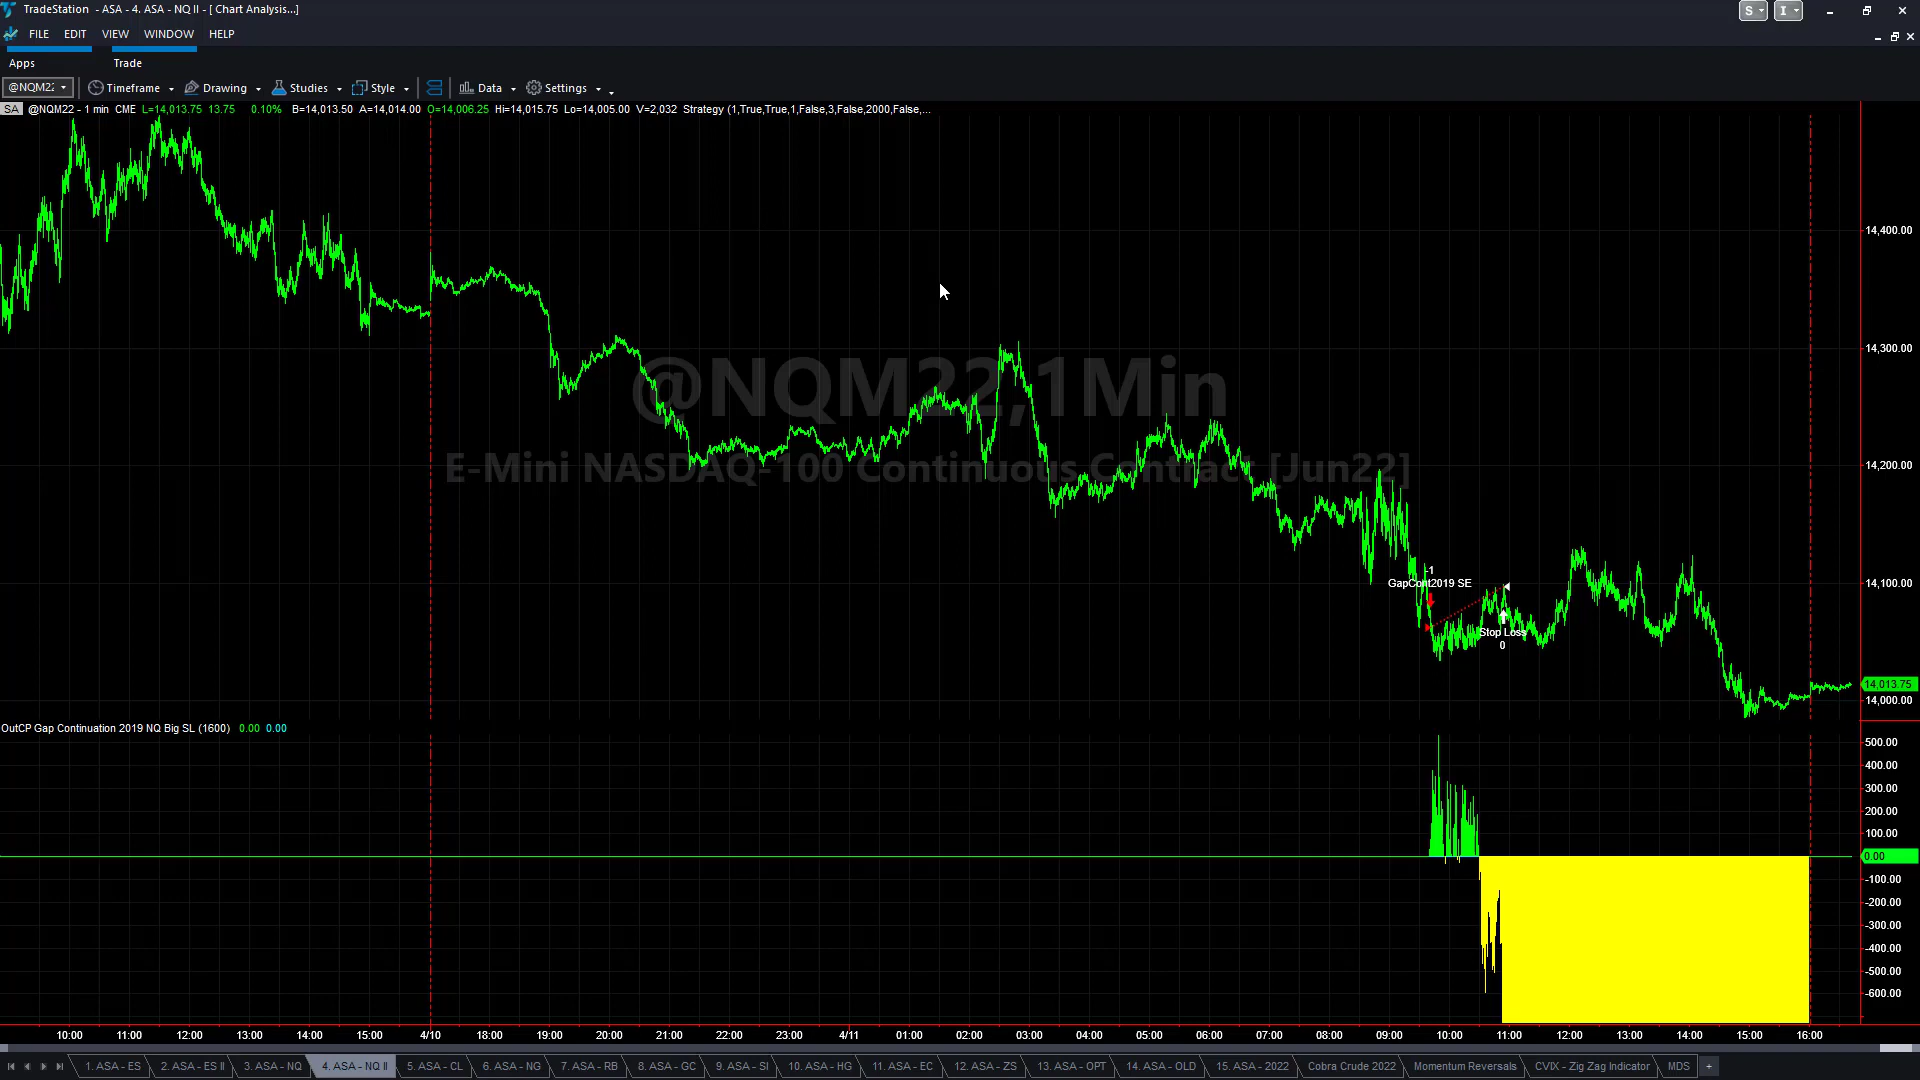 TradeStation - ASA - 4. ASA - NQ II - [ Chart Analysis...]
S I
FILE EDIT VIEW WINDOW HELP
Apps Trade
@NQM22 Timeframe Drawing Studies Style Data Settings
SA @NQM22 - 1 min CME L=14,013.75 13.75 0.10% B=14,013.50 A=14,014.00 O=14,006.25 Hi=14,015.75 Lo=14,005.00 V=2,032 Strategy (1,True,True,1,False,3,False,2000,False,...
14,400.00
14,300.00
@NQM22,1Min
E-Mini NASDAQ-100 Continuous Contract [Jun22]
14,200.00
-1
GapCont2019 SE
14,100.00
Stop Loss
0
14,013.75
14,000.00
OutCP Gap Continuation 2019 NQ Big SL (1600) 0.00 0.00
500.00
400.00
300.00
200.00
100.00
0.00
-100.00
-200.00
-300.00
-400.00
-500.00
-600.00
10:00 11:00 12:00 13:00 14:00 15:00 4/10 18:00 19:00 20:00 21:00 22:00 23:00 4/11 01:00 02:00 03:00 04:00 05:00 06:00 07:00 08:00 09:00 10:00 11:00 12:00 13:00 14:00 15:00 16:00
1. ASA - ES 2. ASA - ES II 3. ASA - NQ 4. ASA - NQ II 5. ASA - CL 6. ASA - NG 7. ASA - RB 8. ASA - GC 9. ASA - SI 10. ASA - HG 11. ASA - EC 12. ASA - ZS 13. ASA - OPT 14. ASA - OLD 15. ASA - 2022 Cobra Crude 2022 Momentum Reversals CVIX - Zig Zag Indicator MDS +